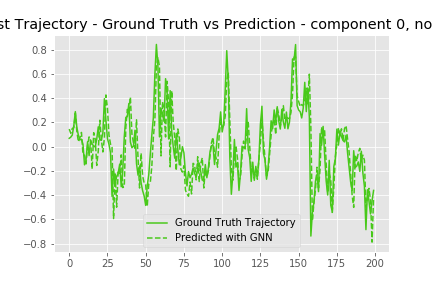 st Trajectory - Ground Truth vs Prediction - component 0, no
0.8
0.6
0.4
0.2
0.0
−0.2
−0.4
−0.6
−0.8
Ground Truth Trajectory
Predicted with GNN
0 25 50 75 100 125 150 175 200